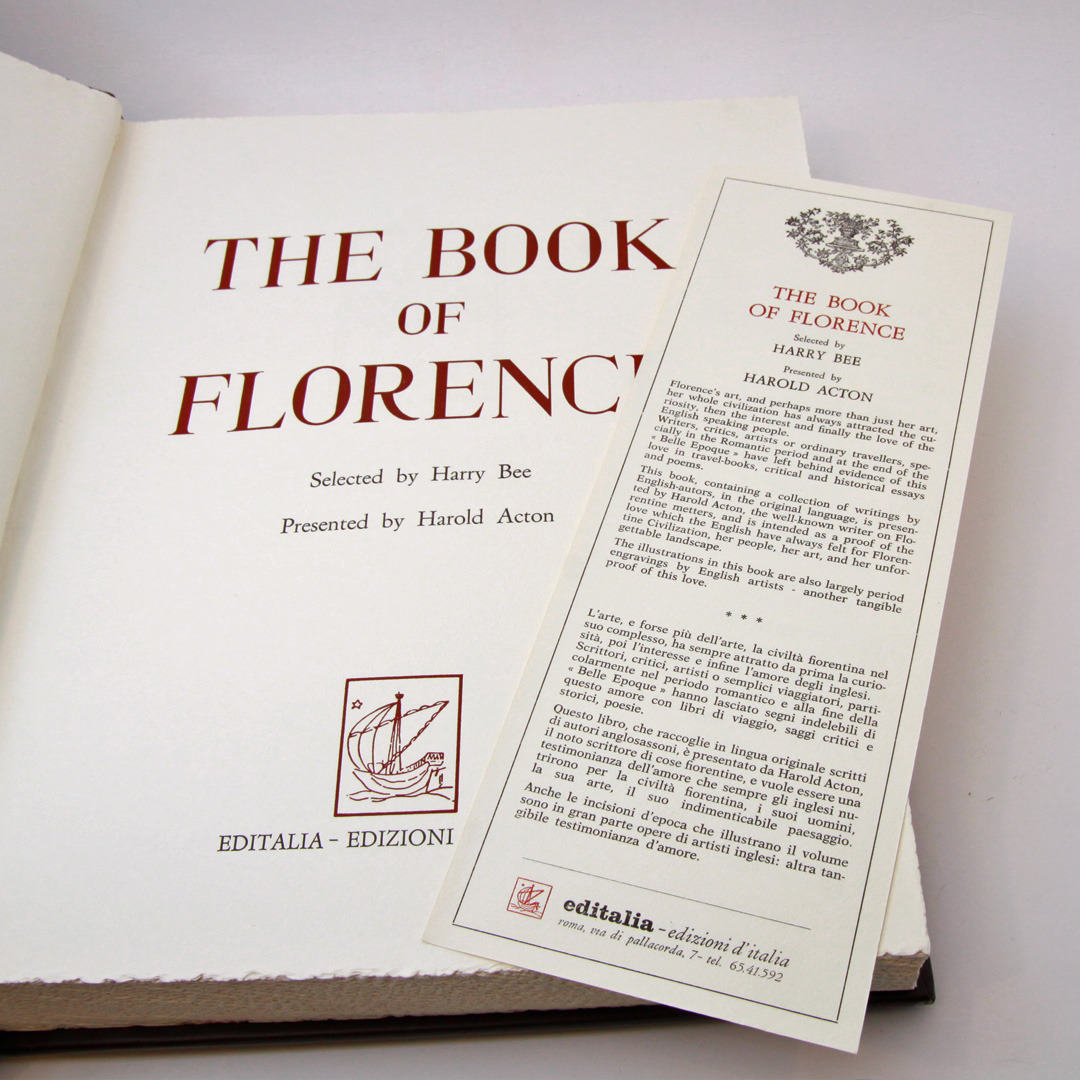 THE BOOK
OF
FLORENC
Selected by Harry Bee
Presented by Harold Acton
EDITALIA - EDIZIONI
THE BOOK
OF FLORENCE
Selected by
HARRY BEE
Presented by
HAROLD ACTON
Florence's art, and perhaps more than just her art,
her whole civilization has always attracted the cu-
riosity, then the interest and finally the love of the
English speaking people.
Writers, critics, artists or ordinary travellers, spe-
cially in the Romantic period and at the end of the
« Belle Epoque » have left behind evidence of this
love in travel-books, critical and historical essays
and poems.
This book, containing a collection of writings by
English-autors, in the original language, is presen-
ted by Harold Acton, the well-known writer on Flo-
rentine metters, and is intended as a proof of the
love which the English have always felt for Floren-
tine Civilization, her people, her art, and her unfor-
gettable landscape.
The illustrations in this book are also largely period
engravings by English artists - another tangible
proof of this love.
* * *
L'arte, e forse più dell'arte, la civiltà fiorentina nel
suo complesso, ha sempre attratto da prima la curio-
sità, poi l'interesse e infine l'amore degli inglesi.
Scrittori, critici, artisti o semplici viaggiatori, parti-
colarmente nel periodo romantico e alla fine della
« Belle Epoque » hanno lasciato segni indelebili di
questo amore con libri di viaggio, saggi critici e
storici, poesie.
Questo libro, che raccoglie in lingua originale scritti
di autori anglosassoni, è presentato da Harold Acton,
il noto scrittore di cose fiorentine, e vuole essere una
testimonianza dell'amore che sempre gli inglesi nu-
trirono per la civiltà fiorentina, i suoi uomini,
la sua arte, il suo indimenticabile paesaggio.
Anche le incisioni d'epoca che illustrano il volume
sono in gran parte opere di artisti inglesi: altra tan-
gibile testimonianza d'amore.
editalia - edizioni d'italia
roma, via di pallacorda, 7- tel. 65.41.592